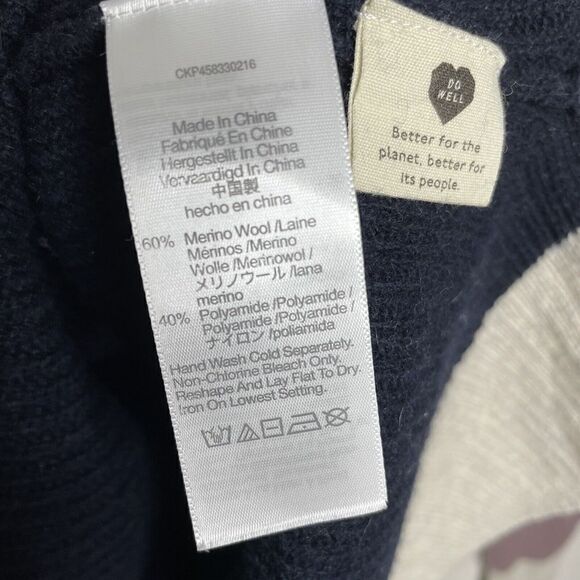 CKP458330216
Made In China
Fabriqué En Chine
Hergestellt In China
Vervaardigd In China
中国製
hecho en china
60% Merino Wool /Laine
Mérinos /Merino
Wolle /Merinowol /
メリノウール /lana
merino
40% Polyamide /Polyamide /
Polyamide /Polyamide /
ナイロン /poliamida
Hand Wash Cold Separately.
Non-Chlorine Bleach Only.
Reshape And Lay Flat To Dry.
Iron On Lowest Setting.
DO
WELL
Better for the
planet, better for
its people.